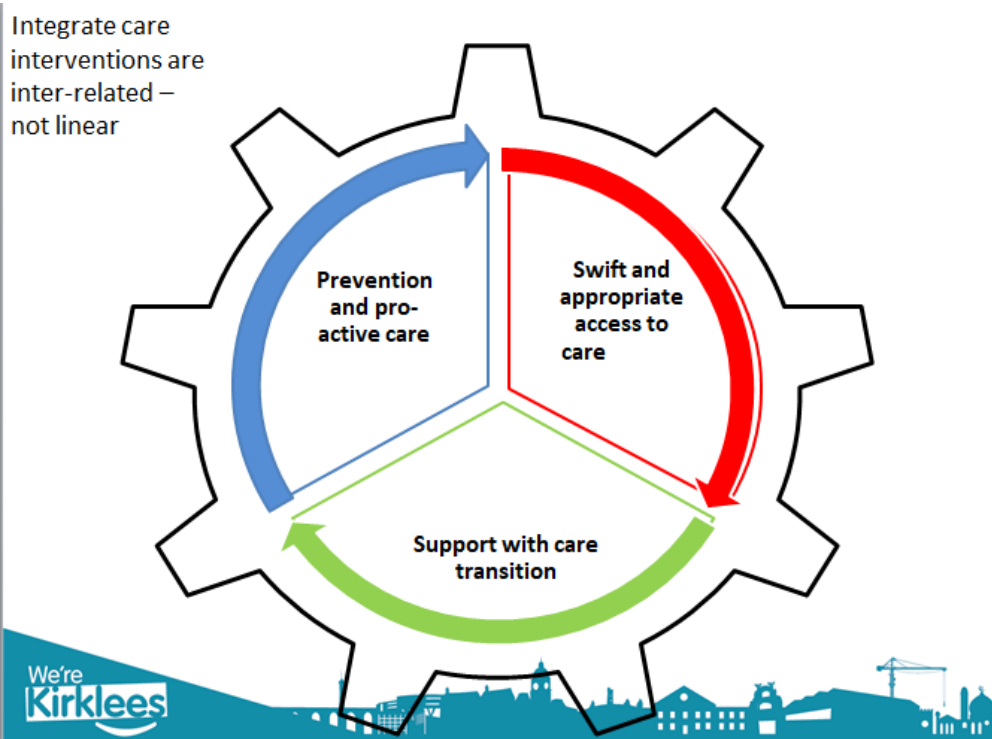 Integrate care
interventions are
inter-related –
not linear
Prevention
and pro-
active care
Swift and
appropriate
access to
care
Support with care
transition
We're
Kirklees